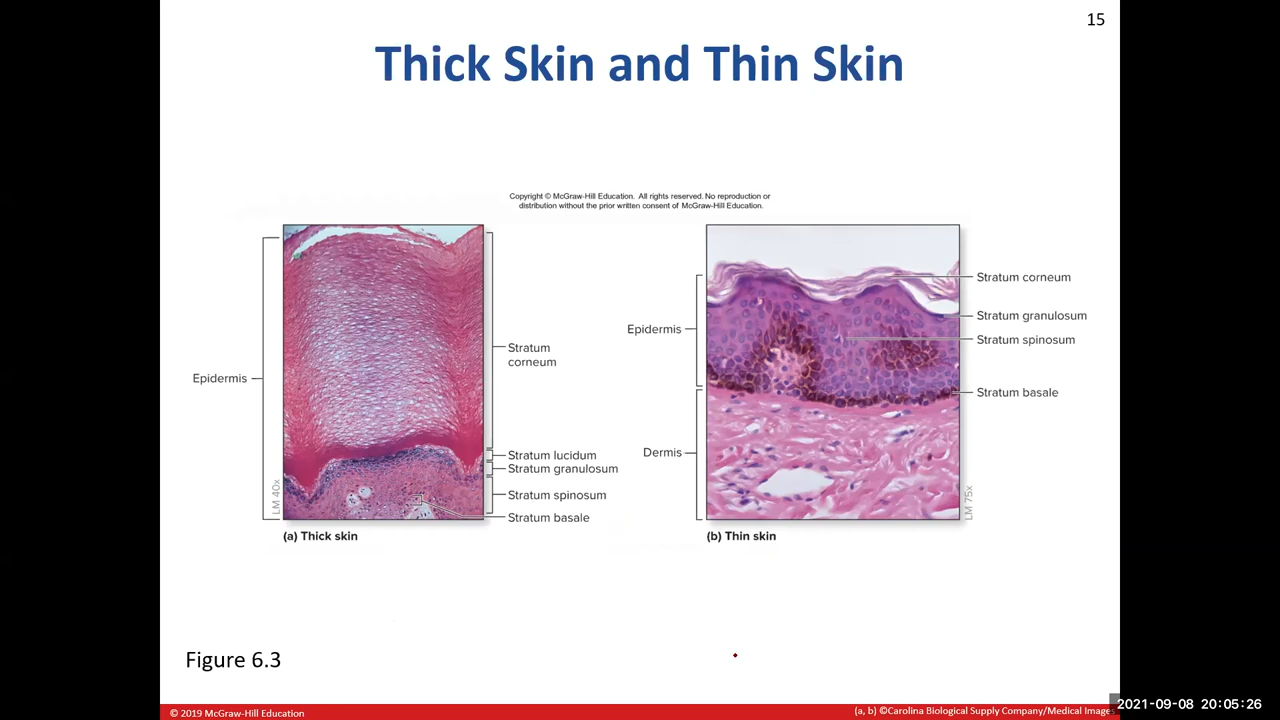 15
Thick Skin and Thin Skin
Copyright © McGraw-Hill Education. All rights reserved. No reproduction or
distribution without the prior written consent of McGraw-Hill Education.
Epidermis
Stratum
corneum
Stratum lucidum
Stratum granulosum
Stratum spinosum
Stratum basale
LM 40x
(a) Thick skin
Epidermis
Dermis
Stratum corneum
Stratum granulosum
Stratum spinosum
Stratum basale
LM 75x
(b) Thin skin
Figure 6.3
© 2019 McGraw-Hill Education
(a, b) ©Carolina Biological Supply Company/Medical Images
2021-09-08 20:05:26